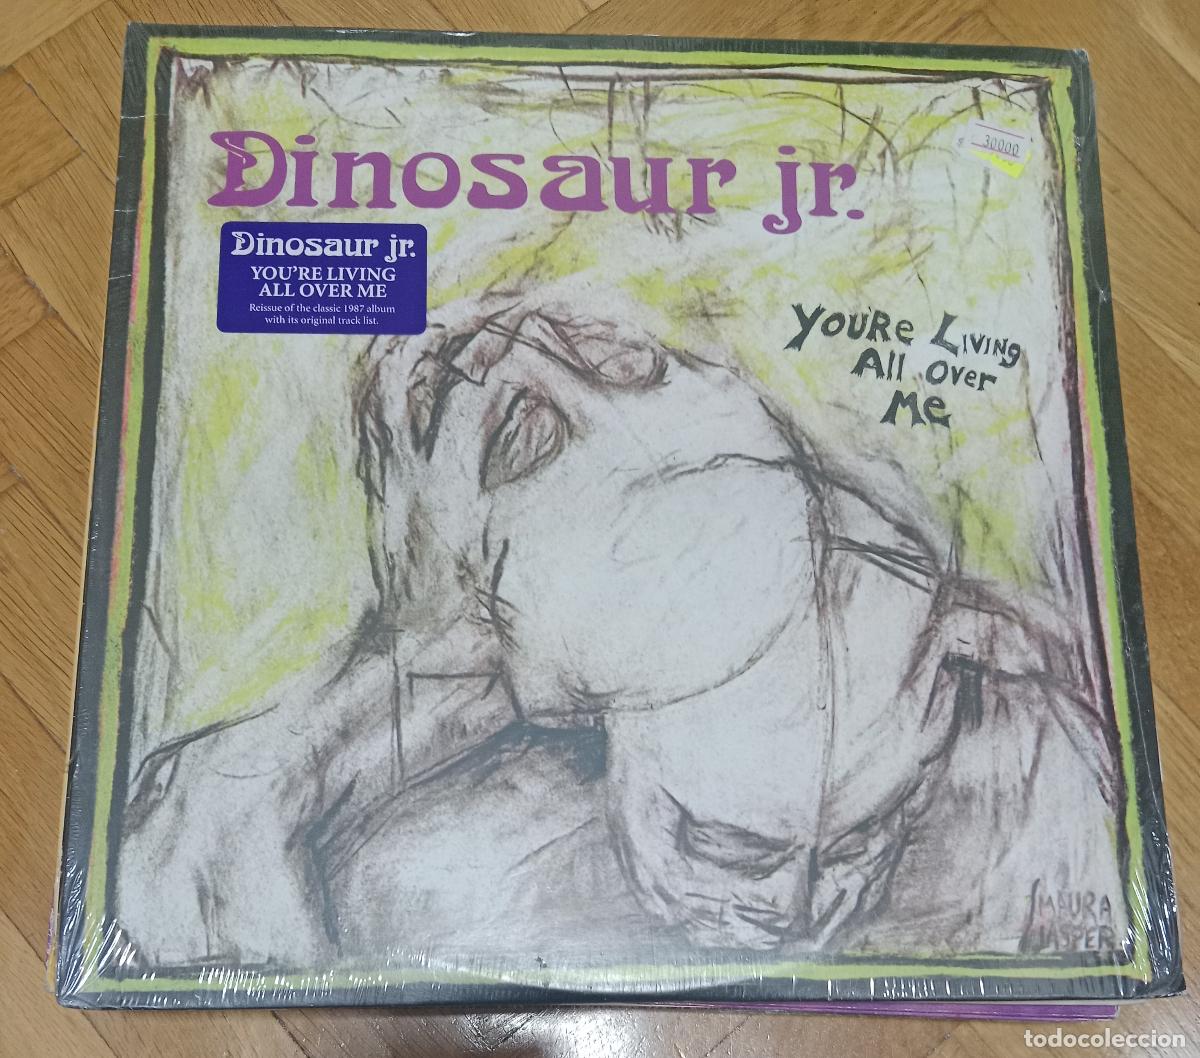 Dinosaur jr.
$ 30000
Dinosaur jr.
YOU'RE LIVING
ALL OVER ME
Reissue of the classic 1987 album
with its original track list.
YOU'Re LIVING
All Over
Me
MAURA
JASPER
todocoleccion